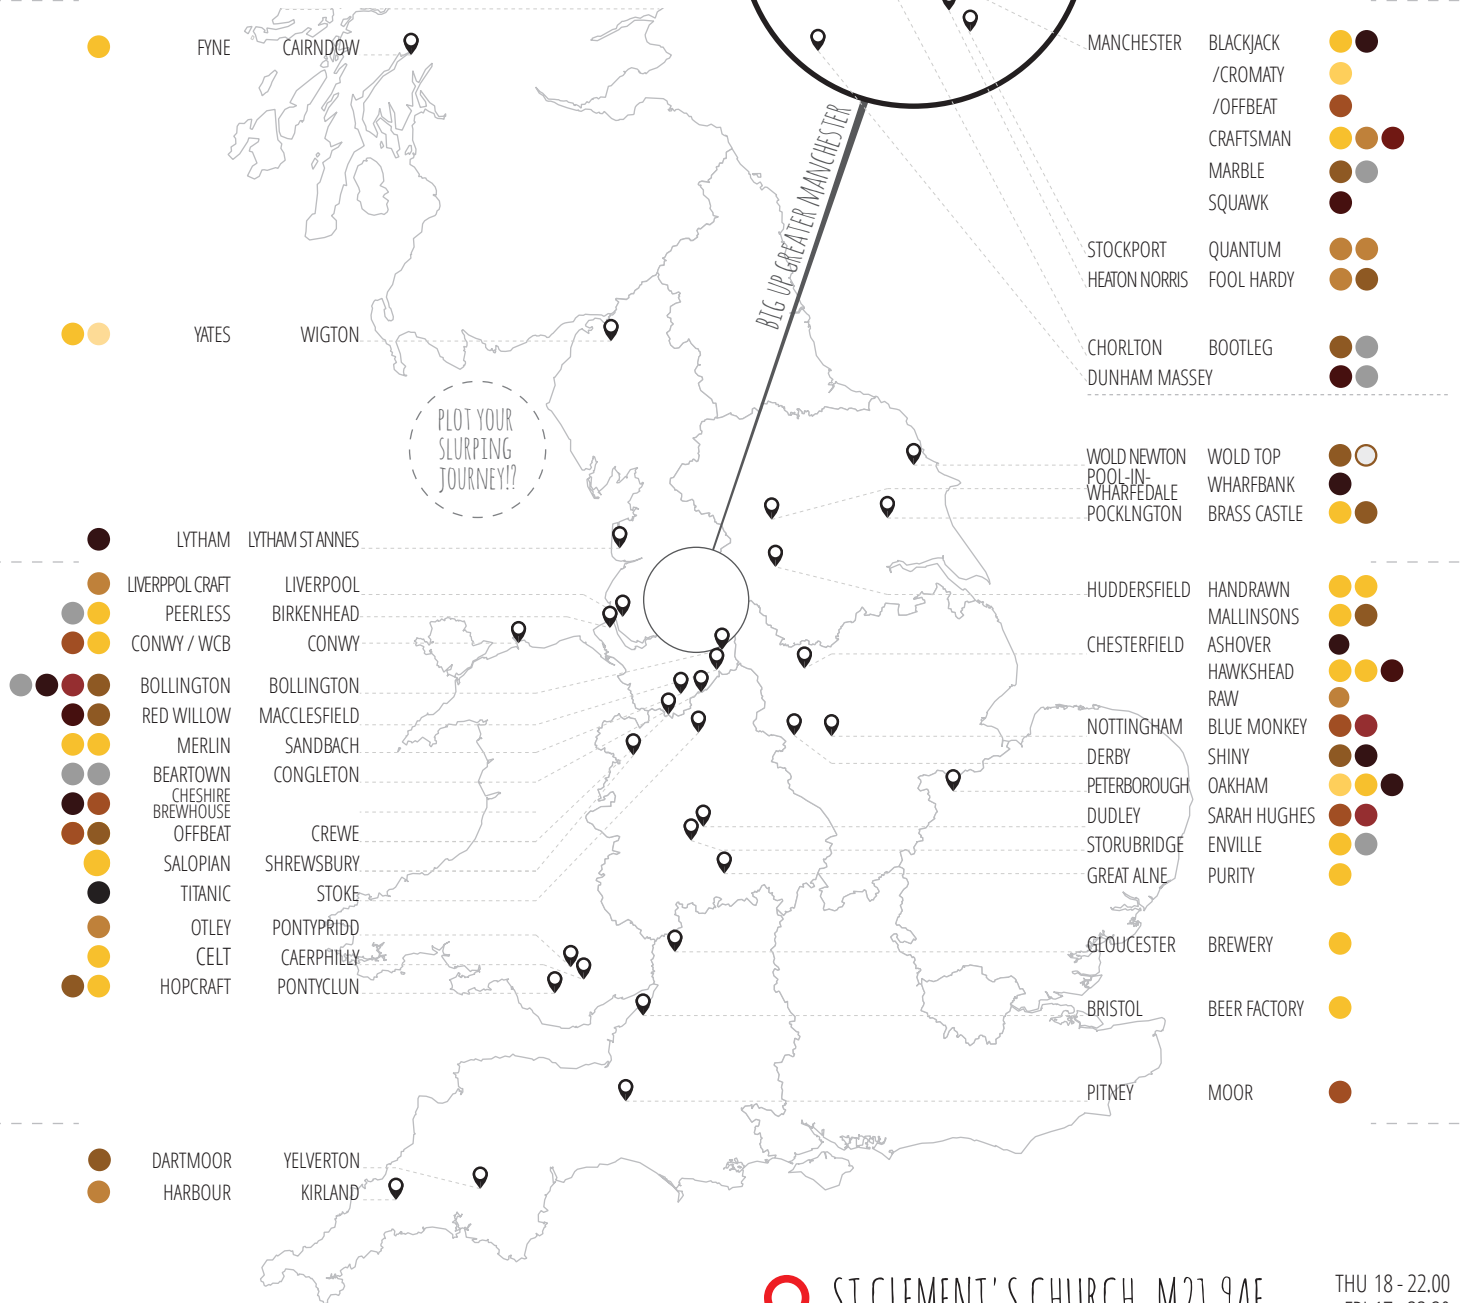 FYNE CAIRNDOW
YATES WIGTON
PLOT YOUR
SLURPING
JOURNEY!?
LYTHAM LYTHAM ST ANNES
LIVERPPOL CRAFT LIVERPOOL
PEERLESS BIRKENHEAD
CONWY / WCB CONWY
BOLLINGTON BOLLINGTON
RED WILLOW MACCLESFIELD
MERLIN SANDBACH
BEARTOWN CONGLETON
CHESHIRE
BREWHOUSE
OFFBEAT CREWE
SALOPIAN SHREWSBURY
TITANIC STOKE
OTLEY PONTYPRIDD
CELT CAERPHILLY
HOPCRAFT PONTYCLUN
DARTMOOR YELVERTON
HARBOUR KIRLAND
BIG UP GREATER MANCHESTER
MANCHESTER BLACKJACK
/CROMATY
/OFFBEAT
CRAFTSMAN
MARBLE
SQUAWK
STOCKPORT QUANTUM
HEATON NORRIS FOOL HARDY
CHORLTON BOOTLEG
DUNHAM MASSEY
WOLD NEWTON WOLD TOP
POOL-IN-
WHARFEDALE WHARFBANK
POCKLNGTON BRASS CASTLE
HUDDERSFIELD HANDRAWN
MALLINSONS
CHESTERFIELD ASHOVER
HAWKSHEAD
RAW
NOTTINGHAM BLUE MONKEY
DERBY SHINY
PETERBOROUGH OAKHAM
DUDLEY SARAH HUGHES
STORUBRIDGE ENVILLE
GREAT ALNE PURITY
GLOUCESTER BREWERY
BRISTOL BEER FACTORY
PITNEY MOOR
ST CLEMENT'S CHURCH, M21 9AE
THU 18 - 22.00